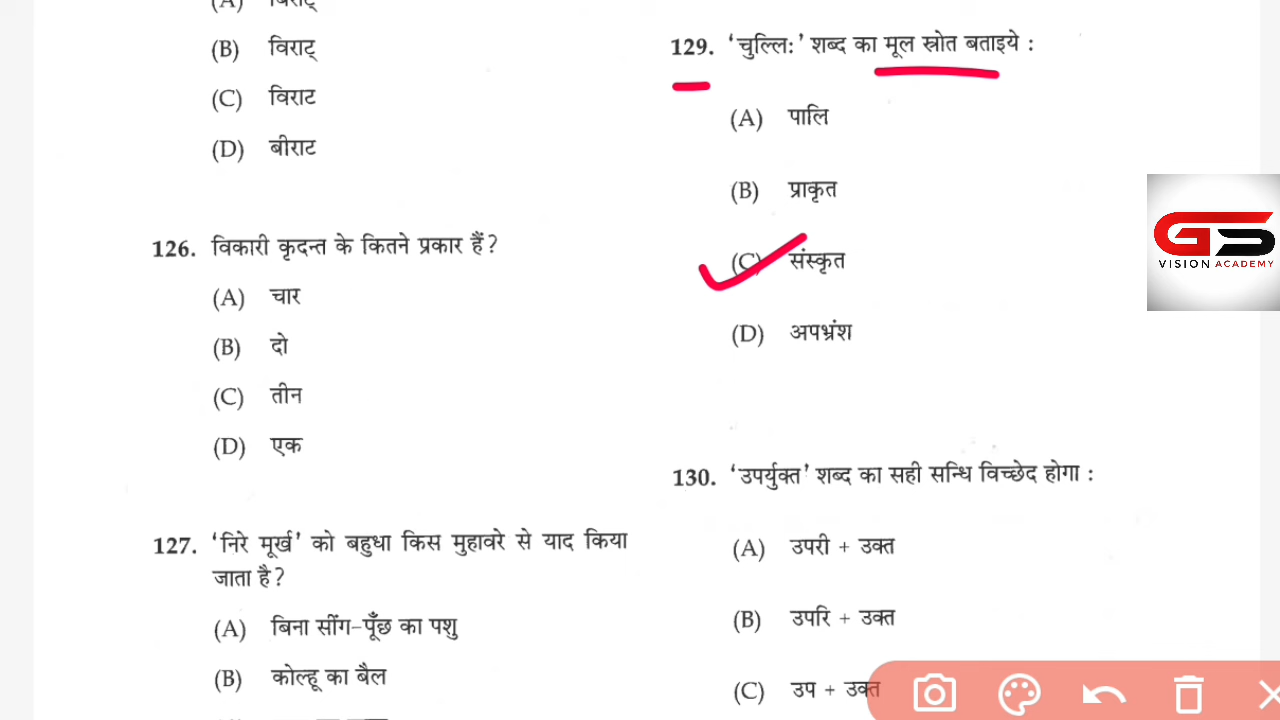 (A) बिराट्
(B) विराट्
(C) विराट
(D) बीराट
126. विकारी कृदन्त के कितने प्रकार हैं?
(A) चार
(B) दो
(C) तीन
(D) एक
127. 'निरे मूर्ख' को बहुधा किस मुहावरे से याद किया
जाता है?
(A) बिना सींग-पूँछ का पशु
(B) कोल्हू का बैल
129. 'चुल्लिः' शब्द का मूल स्रोत बताइये :
(A) पालि
(B) प्राकृत
(C) संस्कृत
(D) अपभ्रंश
130. 'उपर्युक्त' शब्द का सही सन्धि विच्छेद होगा :
(A) उपरी + उक्त
(B) उपरि + उक्त
(C) उप + उक्त
GS
VISION ACADEMY